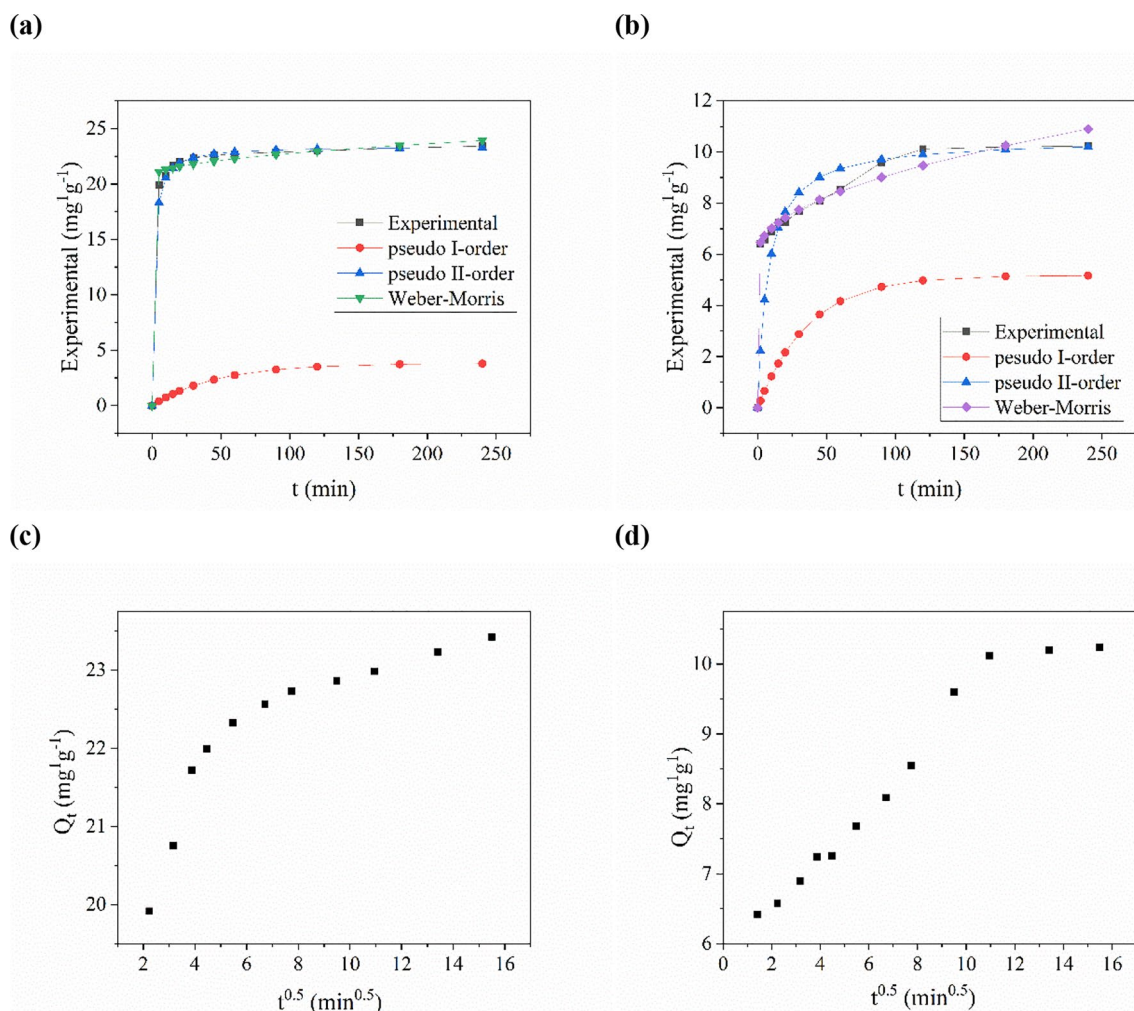 (a)
(b)
Experimental (mg¹g⁻¹)
25
20
15
10
5
0
Experimental
pseudo I-order
pseudo II-order
Weber-Morris
0 50 100 150 200 250
t (min)
Experimental (mg¹g⁻¹)
12
10
8
6
4
2
0
Experimental
pesudo I-order
pseudo II-order
Weber-Morris
0 50 100 150 200 250
t (min)
(c)
(d)
Qₜ (mg¹g⁻¹)
23
22
21
20
2 4 6 8 10 12 14 16
t⁰·⁵ (min⁰·⁵)
Qₜ (mg¹g¹)
10
9
8
7
6
0 2 4 6 8 10 12 14 16
t⁰·⁵ (min⁰·⁵)